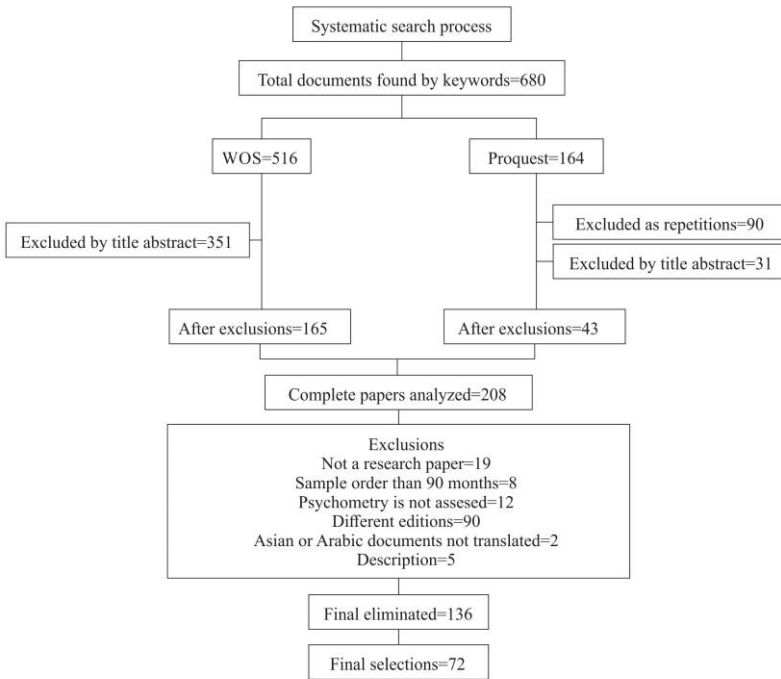 Systematic search process
Total documents found by keywords=680
WOS=516
Proquest=164
Excluded as repetitions=90
Excluded by title abstract=351
Excluded by title abstract=31
After exclusions=165
After exclusions=43
Complete papers analyzed=208
Exclusions
Not a research paper=19
Sample order than 90 months=8
Psychometry is not assesed=12
Different editions=90
Asian or Arabic documents not translated=2
Description=5
Final eliminated=136
Final selections=72